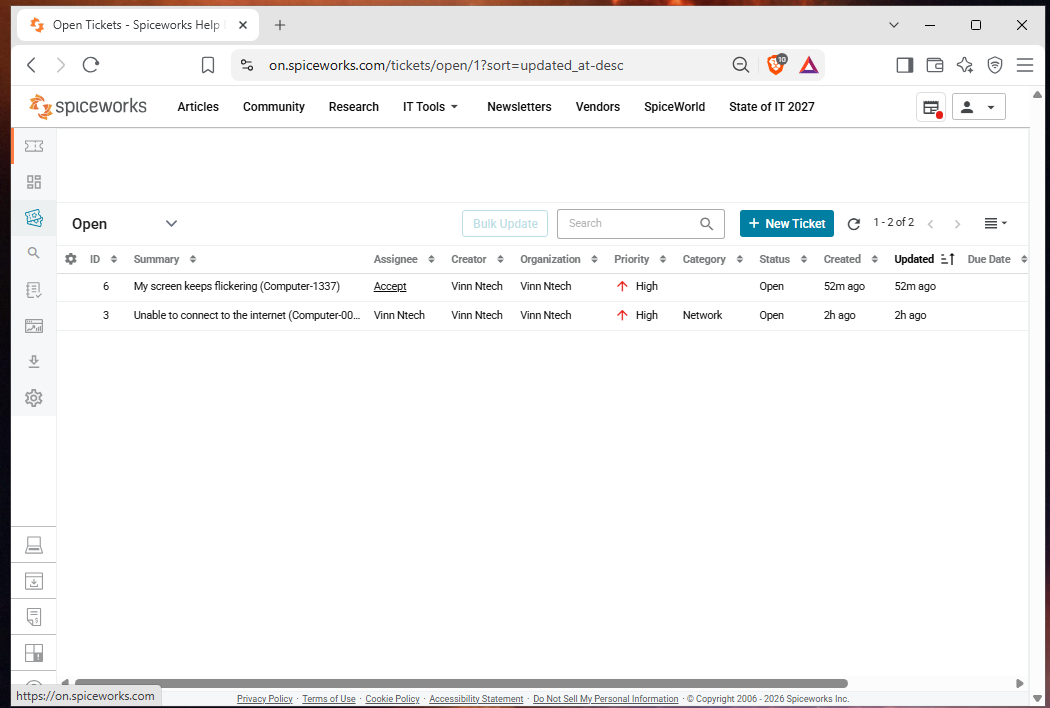 Open Tickets - Spiceworks Help
on.spiceworks.com/tickets/open/1?sort=updated_at-desc
10
spiceworks Articles Community Research IT Tools Newsletters Vendors SpiceWorld State of IT 2027
Open Bulk Update Search + New Ticket 1 - 2 of 2
ID Summary Assignee Creator Organization Priority Category Status Created Updated Due Date
6 My screen keeps flickering (Computer-1337) Accept Vinn Ntech Vinn Ntech High Open 52m ago 52m ago
3 Unable to connect to the internet (Computer-00... Vinn Ntech Vinn Ntech Vinn Ntech High Network Open 2h ago 2h ago
https://on.spiceworks.com
Privacy Policy · Terms of Use · Cookie Policy · Accessibility Statement · Do Not Sell My Personal Information · © Copyright 2006 - 2026 Spiceworks Inc.